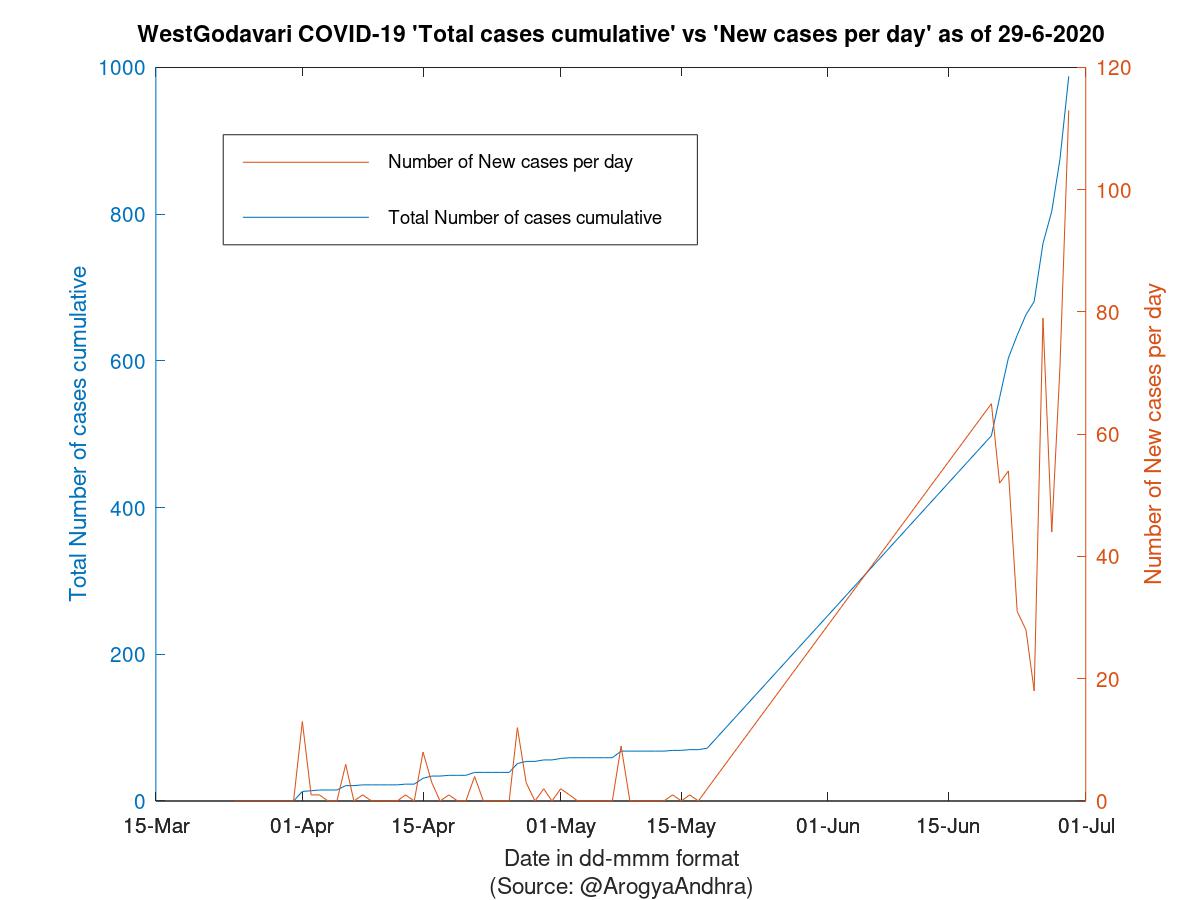 WestGodavari COVID-19 'Total cases cumulative' vs 'New cases per day' as of 29-6-2020
1000
800
600
400
200
0
Total Number of cases cumulative
Number of New cases per day
Total Number of cases cumulative
120
100
80
60
40
20
0
Number of New cases per day
15-Mar 01-Apr 15-Apr 01-May 15-May 01-Jun 15-Jun 01-Jul
Date in dd-mmm format
(Source: @ArogyaAndhra)